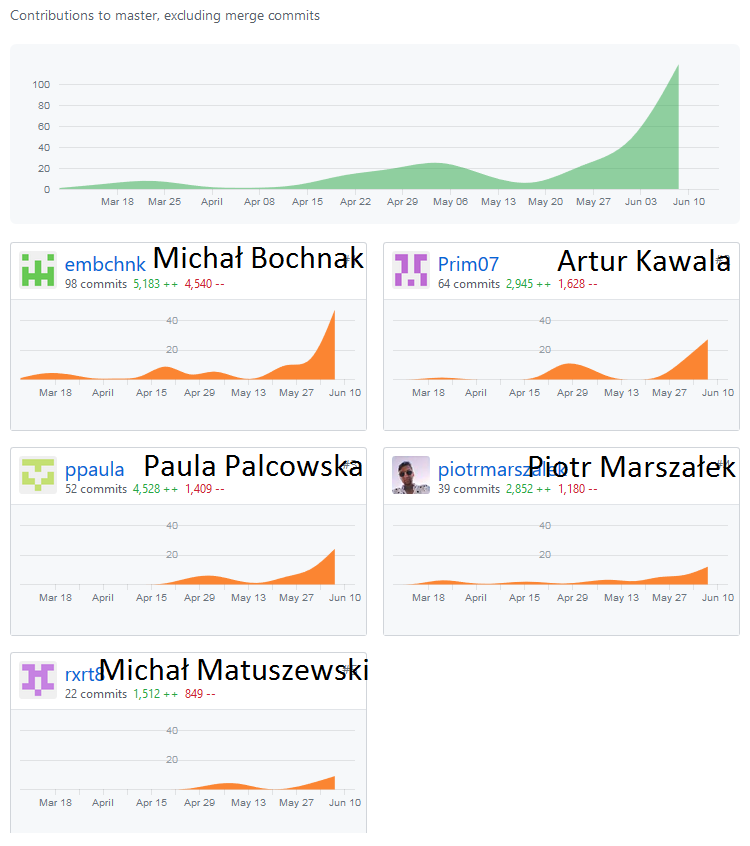 Contributions to master, excluding merge commits
100
80
60
40
20
0
Mar 18 Mar 25 April Apr 08 Apr 15 Apr 22 Apr 29 May 06 May 13 May 20 May 27 Jun 03 Jun 10
embchnk Michał Bochnak
98 commits 5,183 ++ 4,540 --
40
20
Mar 18 April Apr 15 Apr 29 May 13 May 27 Jun 10
Prim07 Artur Kawala
64 commits 2,945 ++ 1,628 --
40
20
Mar 18 April Apr 15 Apr 29 May 13 May 27 Jun 10
ppaula Paula Palcowska
52 commits 4,528 ++ 1,409 --
40
20
Mar 18 April Apr 15 Apr 29 May 13 May 27 Jun 10
piotrmarszalek Piotr Marszałek
39 commits 2,852 ++ 1,180 --
40
20
Mar 18 April Apr 15 Apr 29 May 13 May 27 Jun 10
rxrt8 Michał Matuszewski
22 commits 1,512 ++ 849 --
40
20
Mar 18 April Apr 15 Apr 29 May 13 May 27 Jun 10